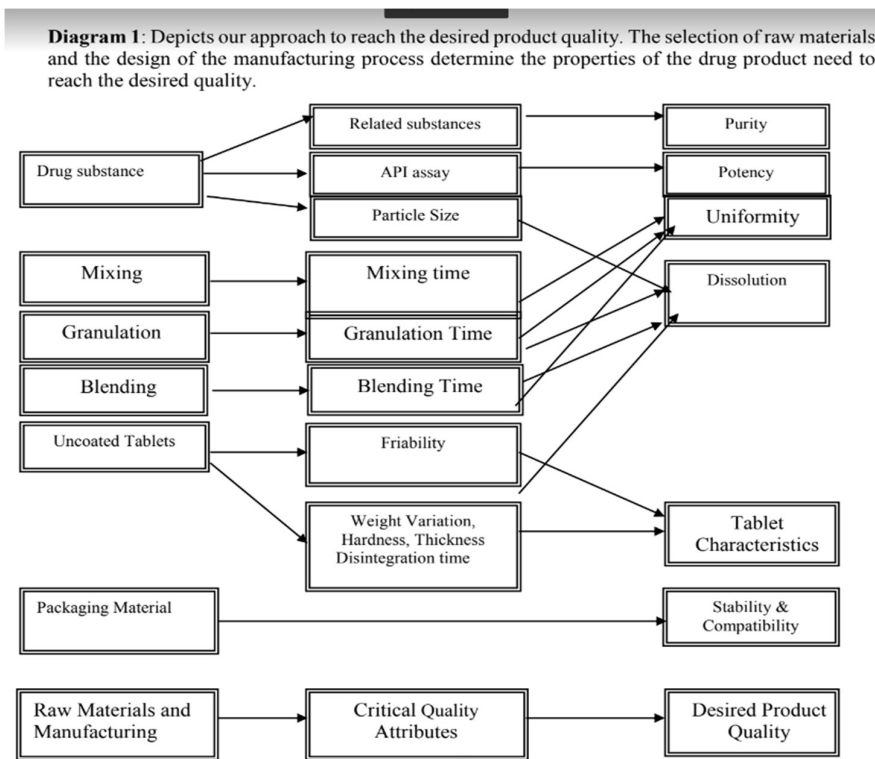 Diagram 1: Depicts our approach to reach the desired product quality. The selection of raw materials
and the design of the manufacturing process determine the properties of the drug product need to
reach the desired quality.
Drug substance
Related substances
Purity
API assay
Potency
Particle Size
Uniformity
Mixing
Mixing time
Dissolution
Granulation
Granulation Time
Blending
Blending Time
Uncoated Tablets
Friability
Weight Variation,
Hardness, Thickness
Disintegration time
Tablet
Characteristics
Packaging Material
Stability &
Compatibility
Raw Materials and
Manufacturing
Critical Quality
Attributes
Desired Product
Quality